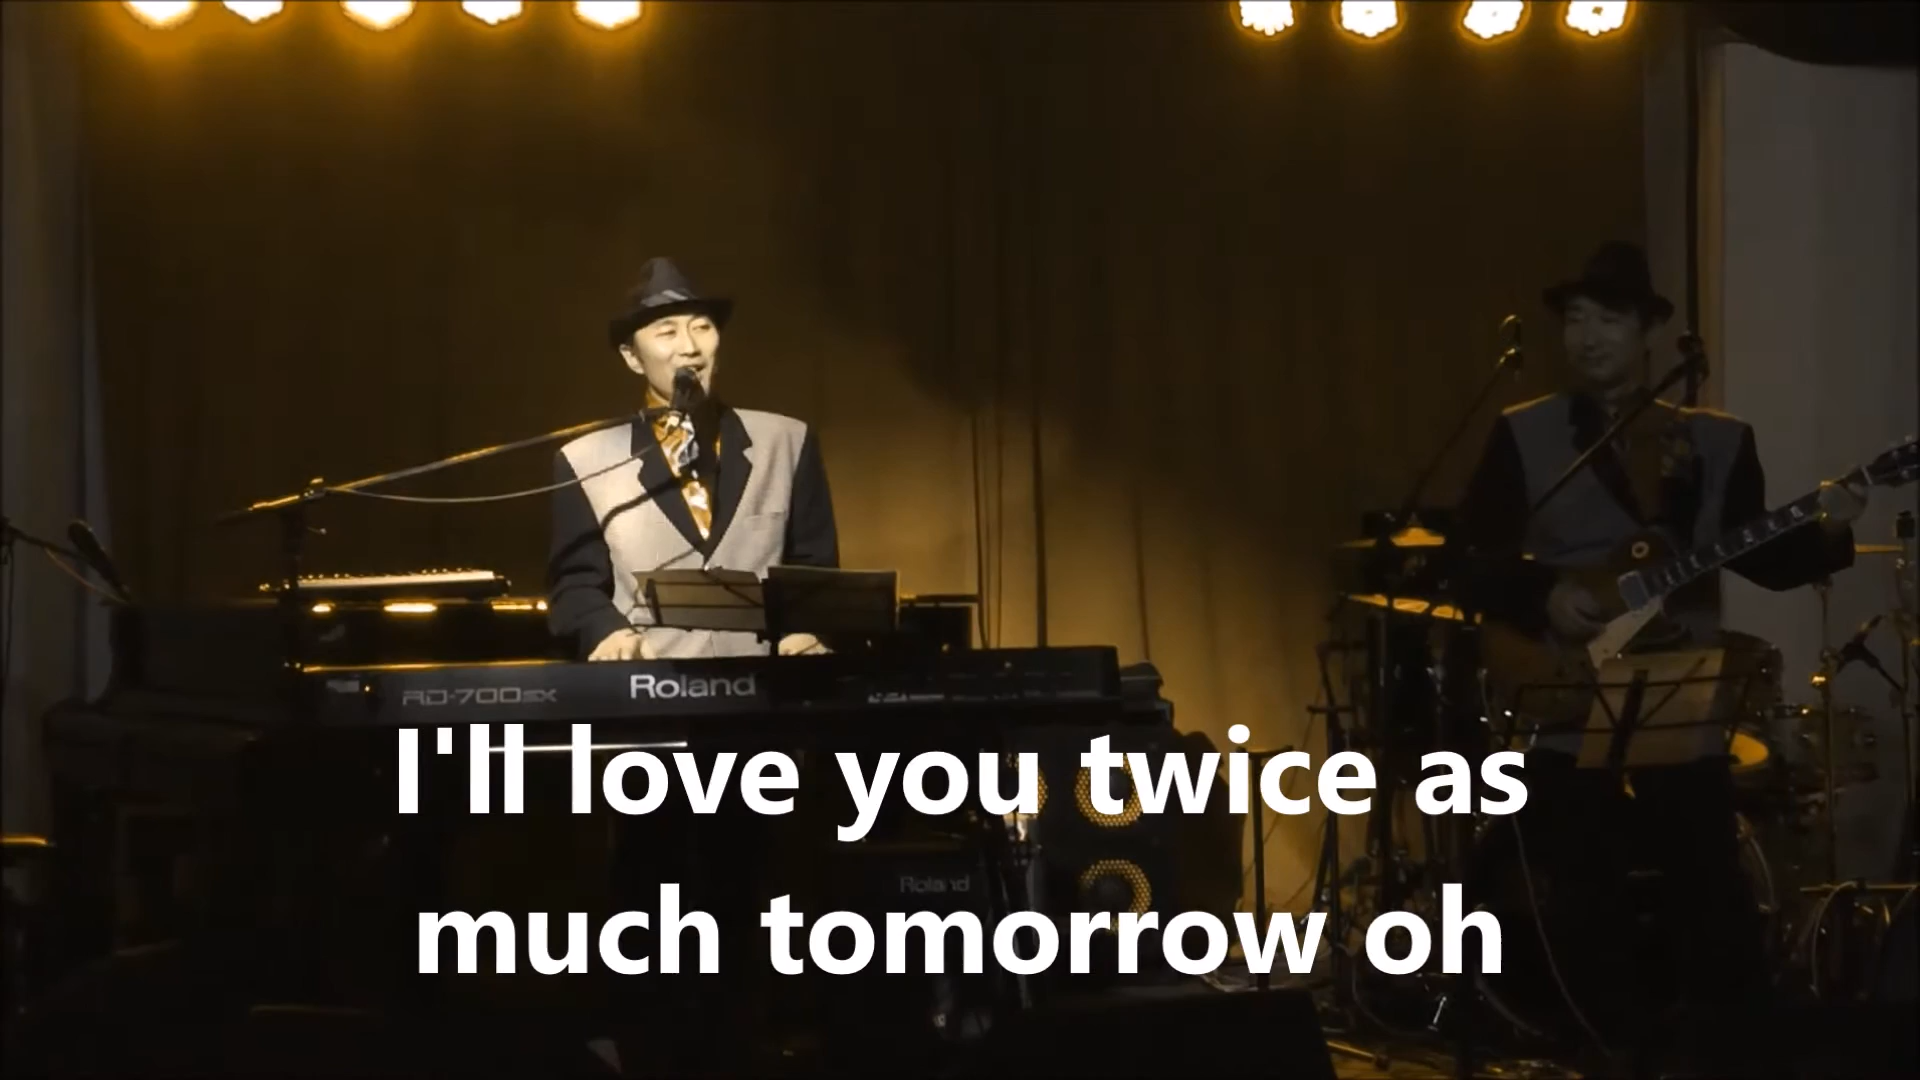 RD-700SX Roland
I'll love you twice as
Roland
much tomorrow oh